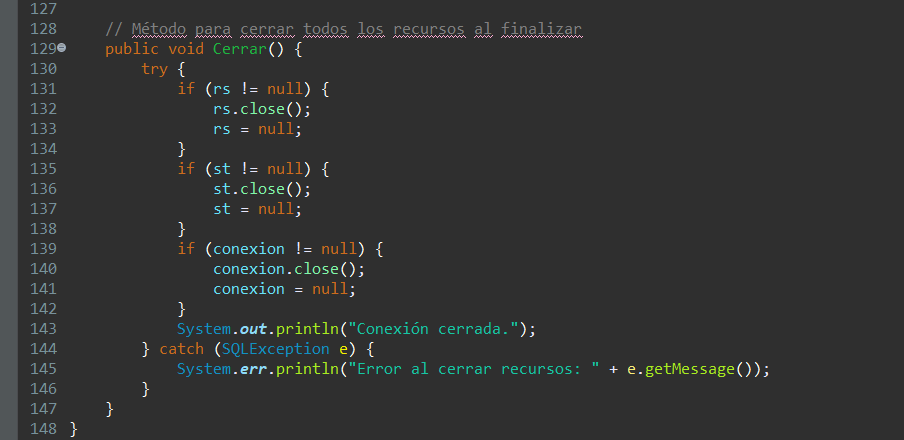 127
128 // Método para cerrar todos los recursos al finalizar
129 public void Cerrar() {
130 try {
131 if (rs != null) {
132 rs.close();
133 rs = null;
134 }
135 if (st != null) {
136 st.close();
137 st = null;
138 }
139 if (conexion != null) {
140 conexion.close();
141 conexion = null;
142 }
143 System.out.println("Conexión cerrada.");
144 } catch (SQLException e) {
145 System.err.println("Error al cerrar recursos: " + e.getMessage());
146 }
147 }
148 }